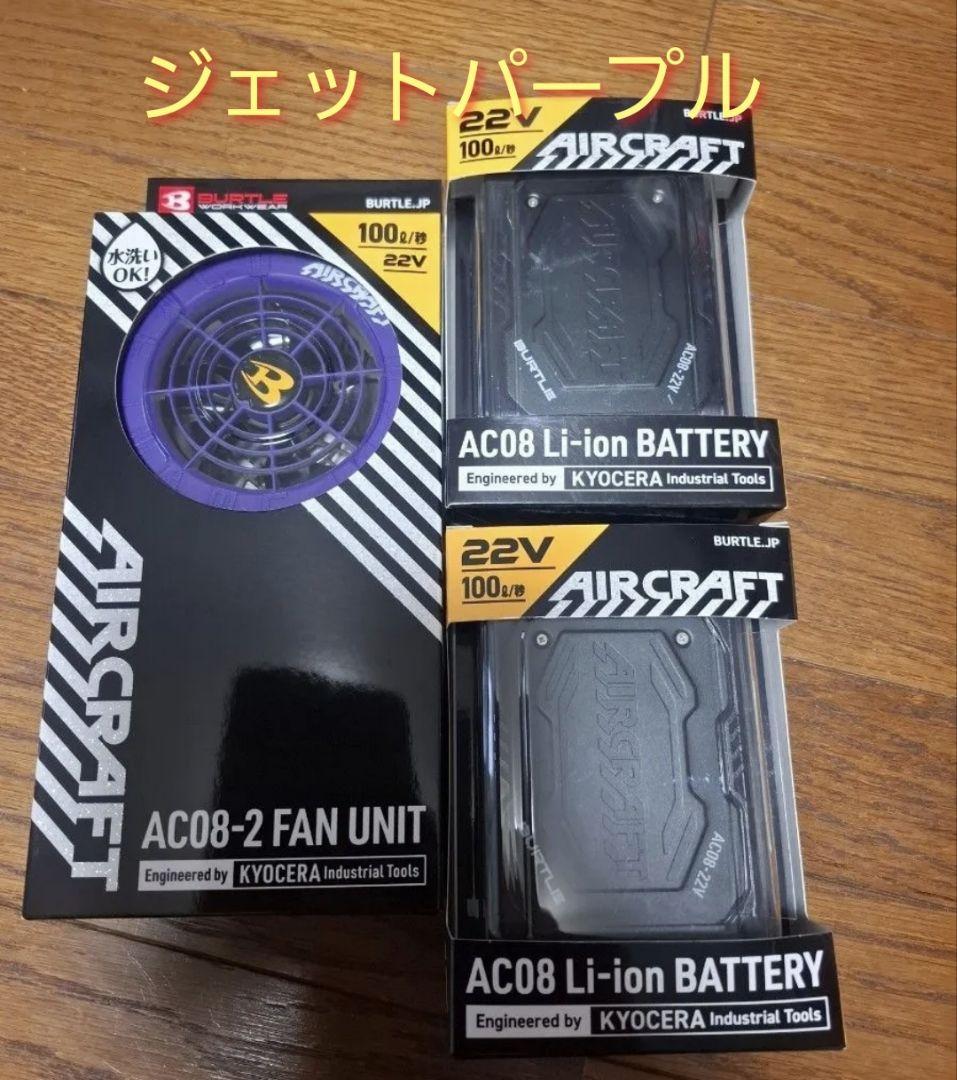 ジェットパープル
BURTLE
WORKWEAR
BURTLE.JP
100ℓ/秒
22V
水洗い
OK!
AIRCRAFT
B
AIRCRAFT
AC08-2 FAN UNIT
Engineered by KYOCERA Industrial Tools
22V
100ℓ/秒
BURTLE.JP
AIRCRAFT
AIRCRAFT
BURTLE
AC08-22V
AC08 Li-ion BATTERY
Engineered by KYOCERA Industrial Tools
22V
100ℓ/秒
BURTLE.JP
AIRCRAFT
AIRCRAFT
BURTLE
AC08-22V
AC08 Li-ion BATTERY
Engineered by KYOCERA Industrial Tools